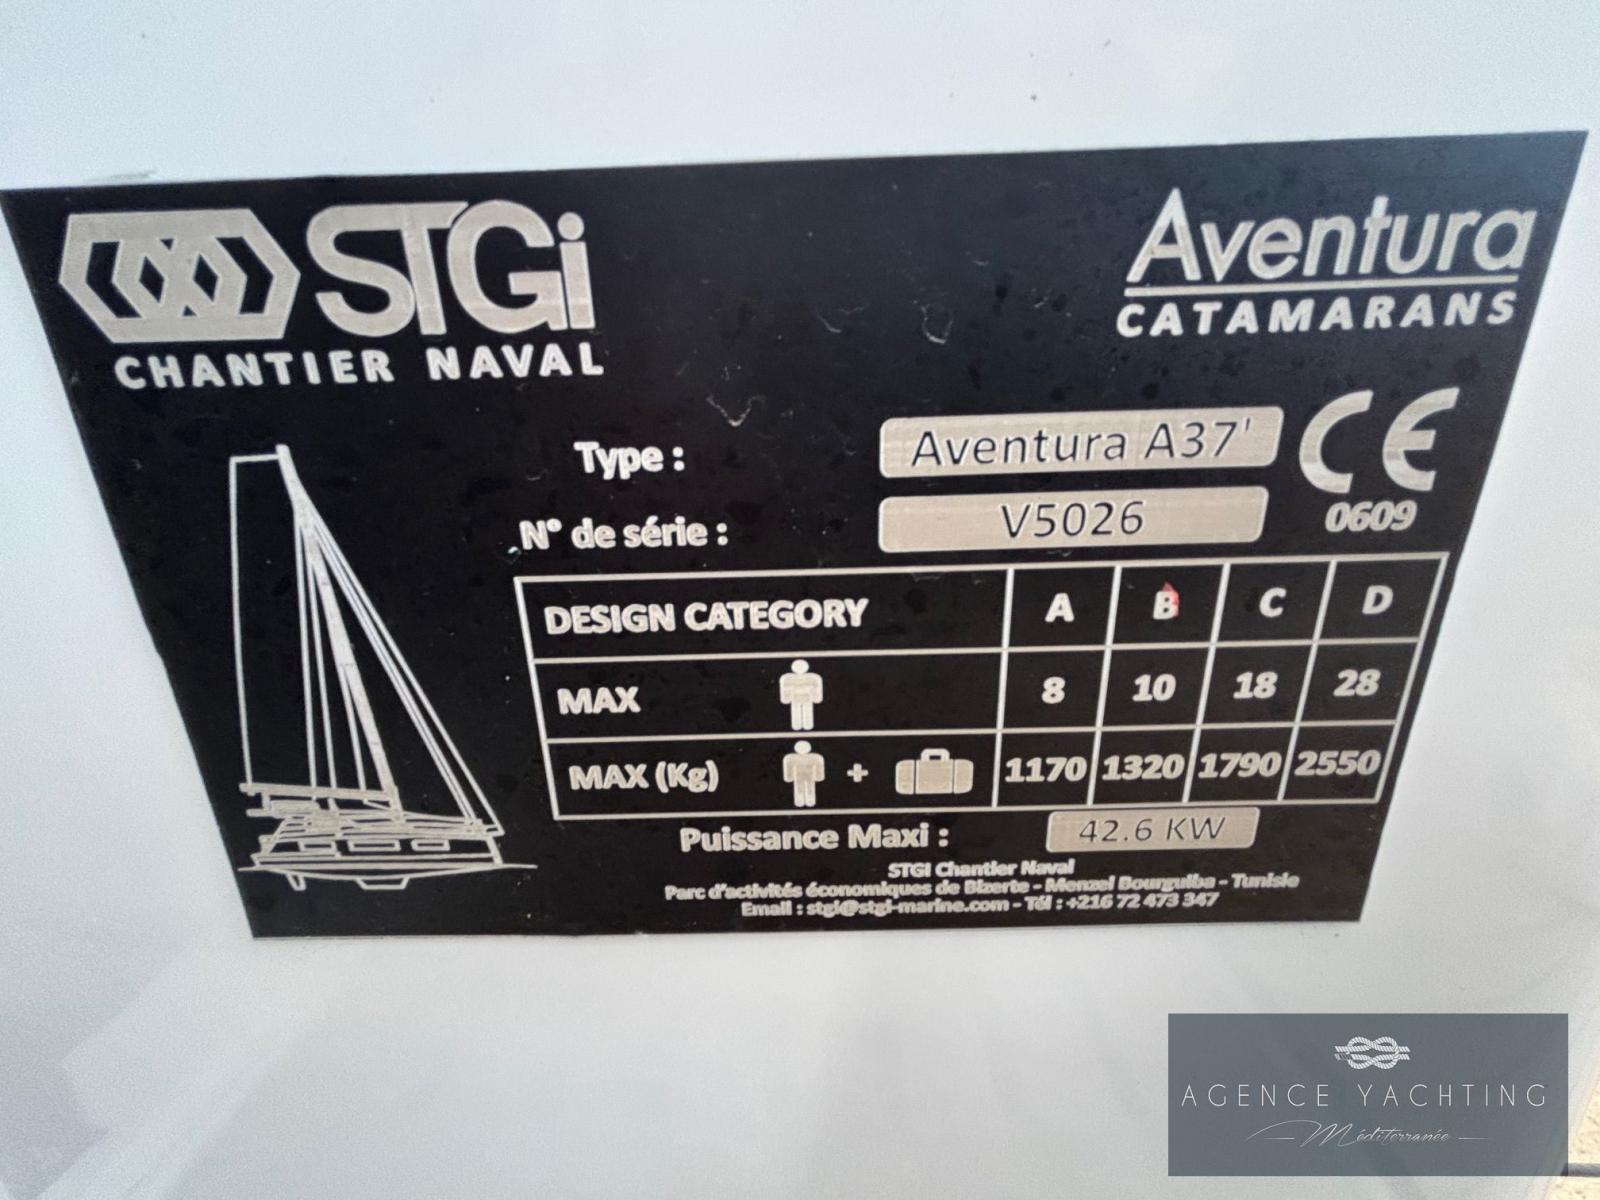 STGi
CHANTIER NAVAL
Aventura
CATAMARANS
Type : Aventura A37'
N° de série : V5026
CE
0609
DESIGN CATEGORY A B C D
MAX 8 10 18 28
MAX (Kg) + 1170 1320 1790 2550
Puissance Maxi : 42.6 KW
STGI Chantier Naval
Parc d'activités économiques de Bizerte - Menzel Bourguiba - Tunisie
Email : stgi@stgi-marine.com - Tél : +216 72 473 347
AGENCE YACHTING
Méditerranée